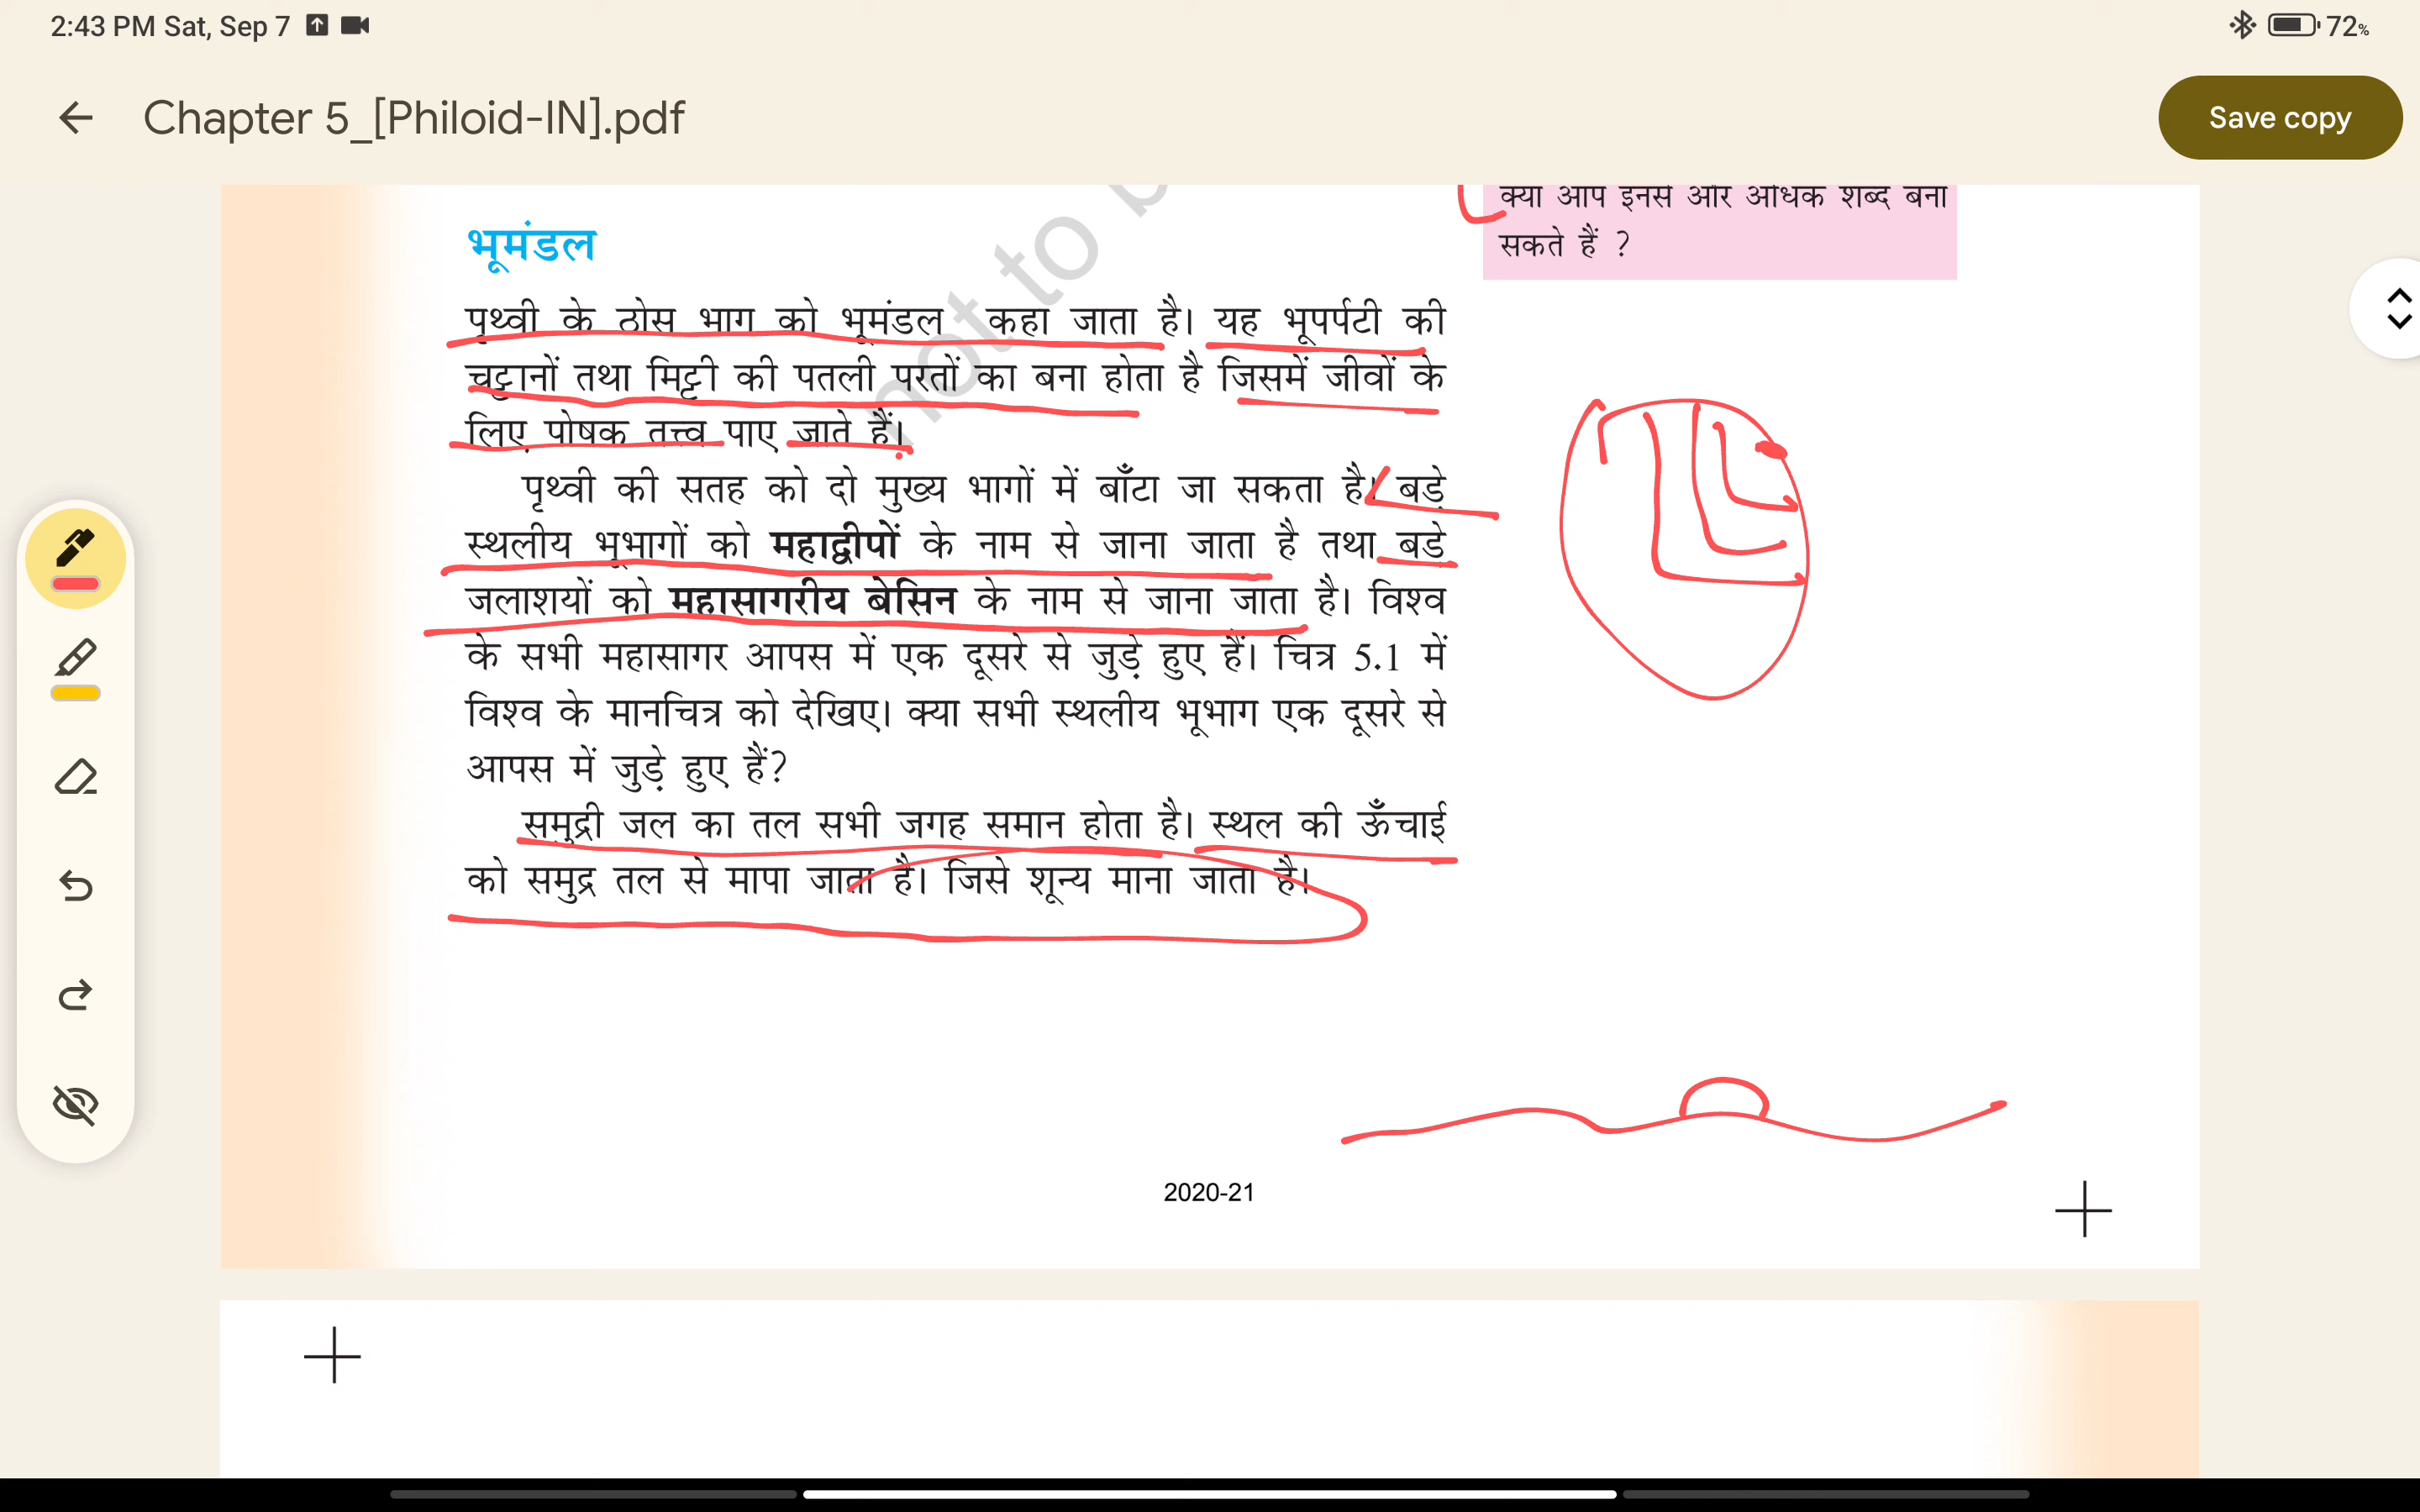 2:43 PM Sat, Sep 7
72%
Chapter 5_[Philoid-IN].pdf
Save copy
क्या आप इनसे और अधिक शब्द बना
सकते हैं ?
not to b
भूमंडल
पृथ्वी के ठोस भाग को भूमंडल कहा जाता है। यह भूपर्पटी की
चट्टानों तथा मिट्टी की पतली परतों का बना होता है जिसमें जीवों के
लिए पोषक तत्त्व पाए जाते हैं।
पृथ्वी की सतह को दो मुख्य भागों में बाँटा जा सकता है। बड़े
स्थलीय भूभागों को महाद्वीपों के नाम से जाना जाता है तथा बड़े
जलाशयों को महासागरीय बेसिन के नाम से जाना जाता है। विश्व
के सभी महासागर आपस में एक दूसरे से जुड़े हुए हैं। चित्र 5.1 में
विश्व के मानचित्र को देखिए। क्या सभी स्थलीय भूभाग एक दूसरे से
आपस में जुड़े हुए हैं?
समुद्री जल का तल सभी जगह समान होता है। स्थल की ऊँचाई
को समुद्र तल से मापा जाता है। जिसे शून्य माना जाता है।
2020-21